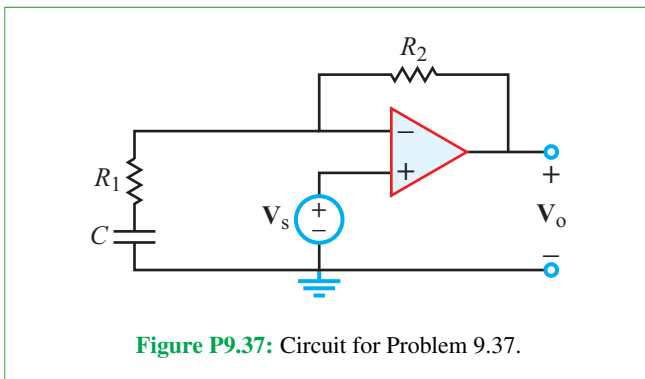 R2
−
R1
+
Vs
+
−
+
Vo
−
C
Figure P9.37: Circuit for Problem 9.37.